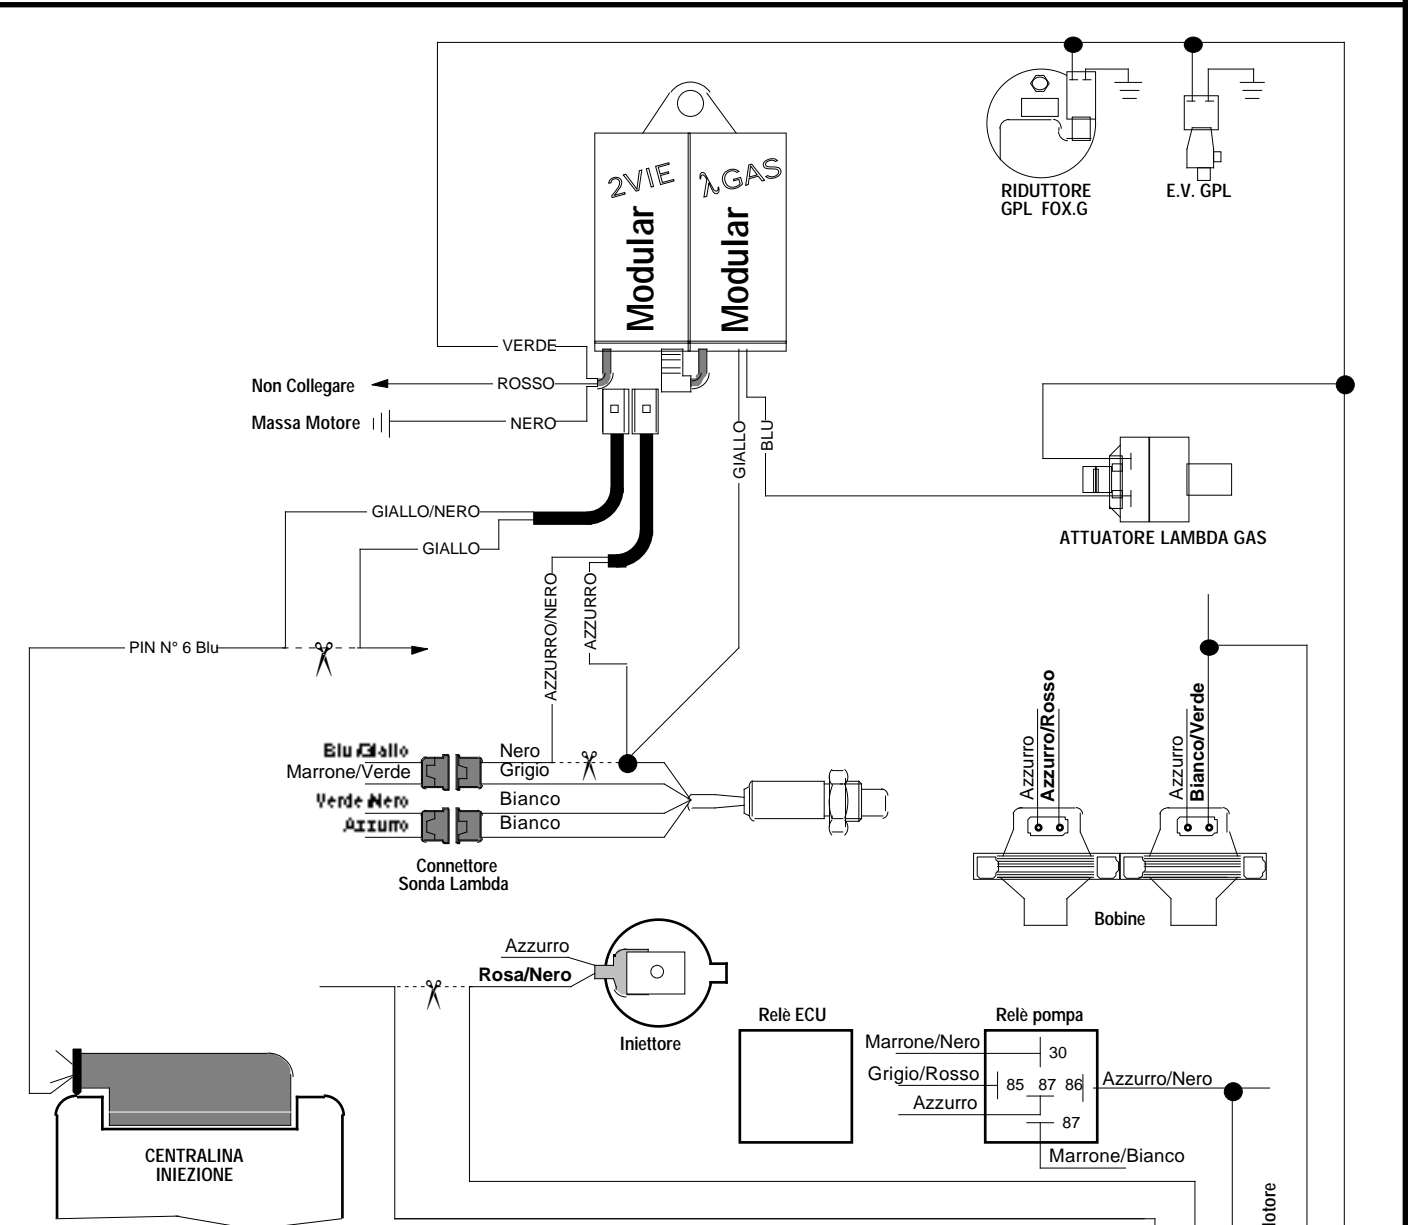 RIDUTTORE
GPL FOX.G
E.V. GPL
2VIE
λGAS
Modular
Modular
VERDE
Non Collegare
ROSSO
Massa Motore
NERO
GIALLO
BLU
GIALLO/NERO
GIALLO
ATTUATORE LAMBDA GAS
AZZURRO/NERO
AZZURRO
PIN N° 6 Blu
Azzurro
Azzurro/Rosso
Azzurro
Bianco/Verde
Blu/Giallo
Nero
Marrone/Verde
Grigio
Verde/Nero
Bianco
Azzurro
Bianco
Connettore
Sonda Lambda
Bobine
Azzurro
Rosa/Nero
Iniettore
Relè ECU
Relè pompa
Marrone/Nero
30
Grigio/Rosso
85 87 86
Azzurro/Nero
Azzurro
87
Marrone/Bianco
CENTRALINA
INIEZIONE